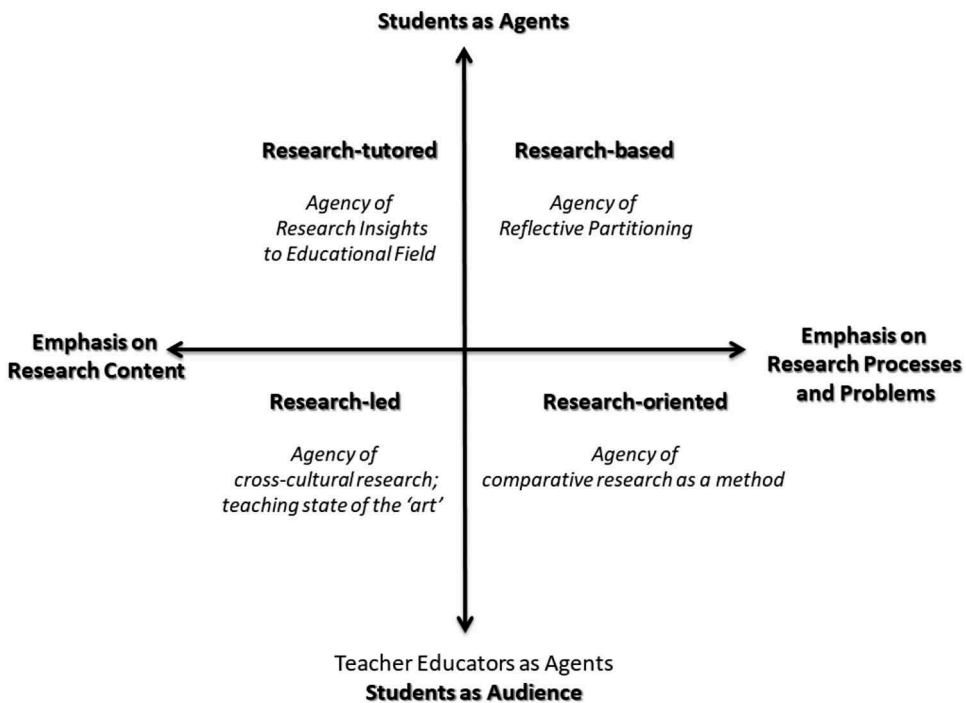 Students as Agents
Research-tutored
Research-based
Agency of
Research Insights
to Educational Field
Agency of
Reflective Partitioning
Emphasis on
Research Content
Emphasis on
Research Processes
and Problems
Research-led
Research-oriented
Agency of
cross-cultural research;
teaching state of the ‘art’
Agency of
comparative research as a method
Teacher Educators as Agents
Students as Audience